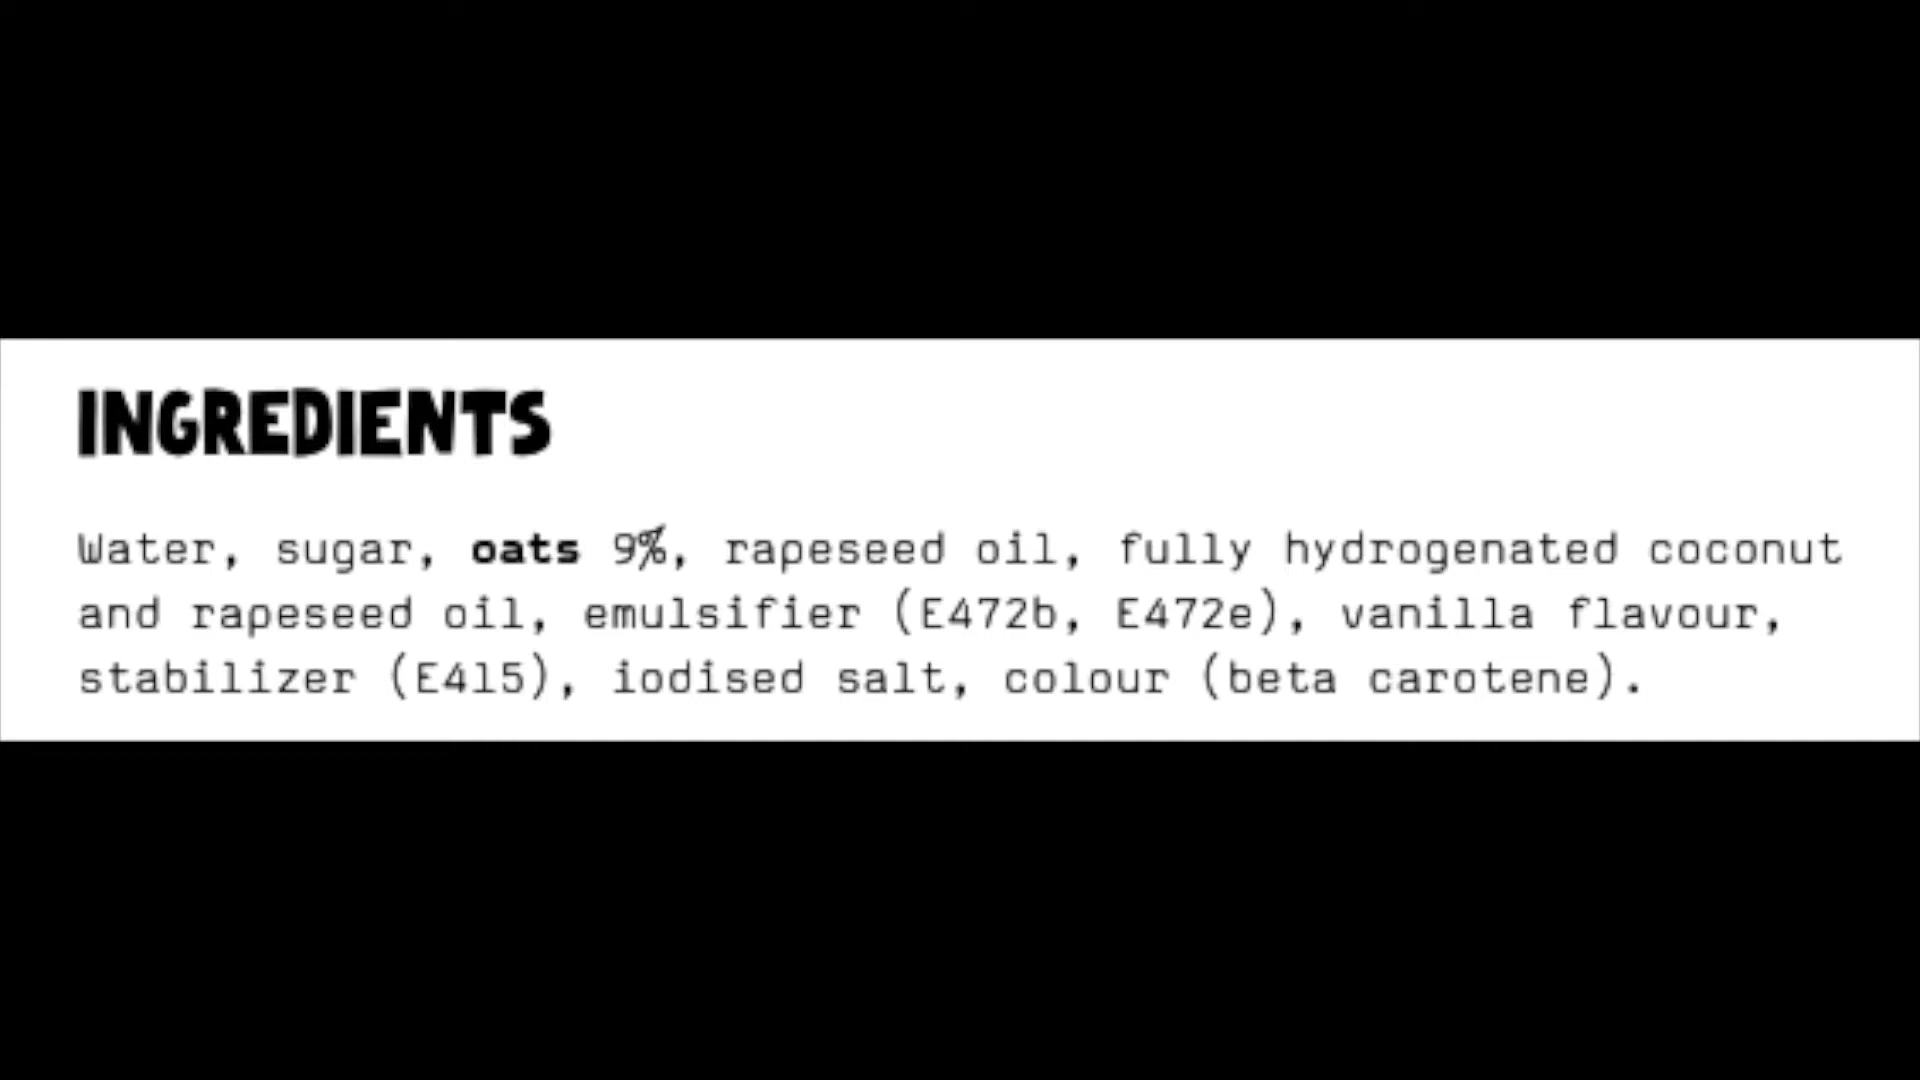 INGREDIENTS
Water, sugar, oats 9%, rapeseed oil, fully hydrogenated coconut
and rapeseed oil, emulsifier (E472b, E472e), vanilla flavour,
stabilizer (E415), iodised salt, colour (beta carotene).